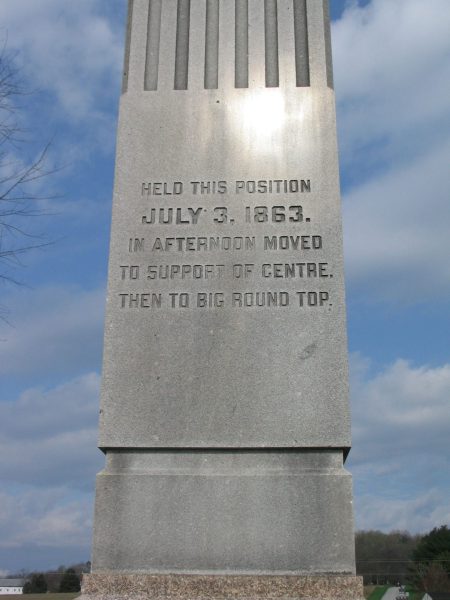 HELD THIS POSITION
JULY 3. 1863.
IN AFTERNOON MOVED
TO SUPPORT OF CENTRE.
THEN TO BIG ROUND TOP.